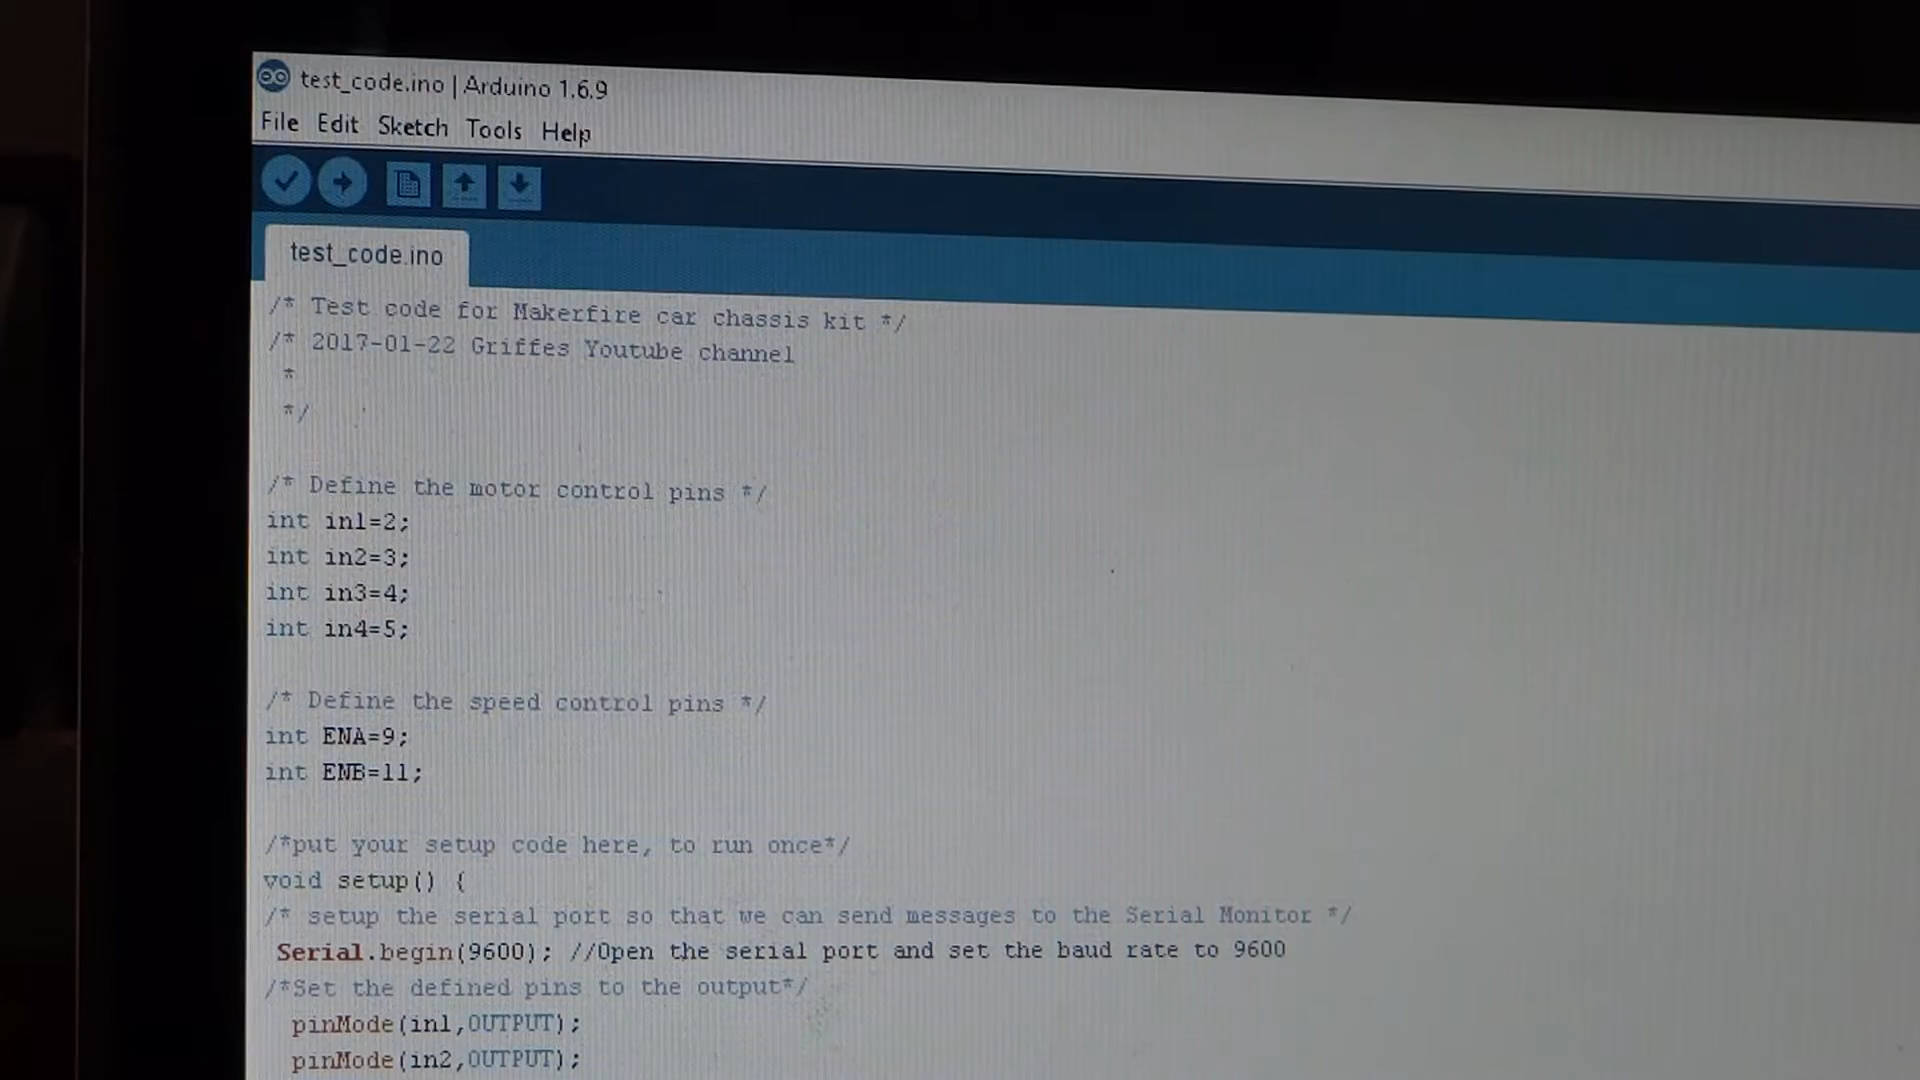 test_code.ino | Arduino 1.6.9
File Edit Sketch Tools Help
test_code.ino
/* Test code for Makerfire car chassis kit */
/* 2017-01-22 Griffes Youtube channel
*
*/
/* Define the motor control pins */
int in1=2;
int in2=3;
int in3=4;
int in4=5;
/* Define the speed control pins */
int ENA=9;
int ENB=11;
/*put your setup code here, to run once*/
void setup() {
/* setup the serial port so that we can send messages to the Serial Monitor */
Serial.begin(9600); //Open the serial port and set the baud rate to 9600
/*Set the defined pins to the output*/
pinMode(in1,OUTPUT);
pinMode(in2,OUTPUT);